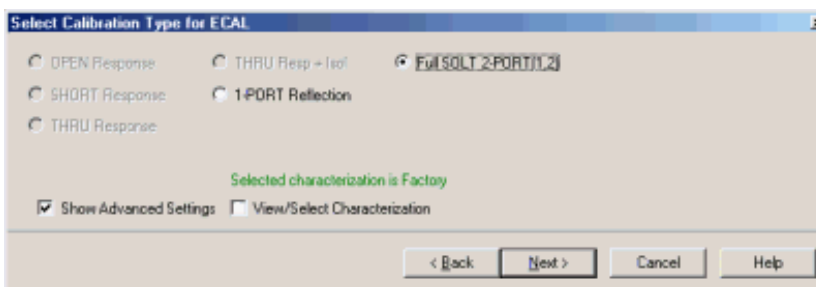 Select Calibration Type for ECAL
OPEN Response
THRU Resp + Isol
Full SOLT 2-PORT(1,2)
SHORT Response
1-PORT Reflection
THRU Response
Selected characterization is Factory
Show Advanced Settings
View/Select Characterization
< Back
Next >
Cancel
Help